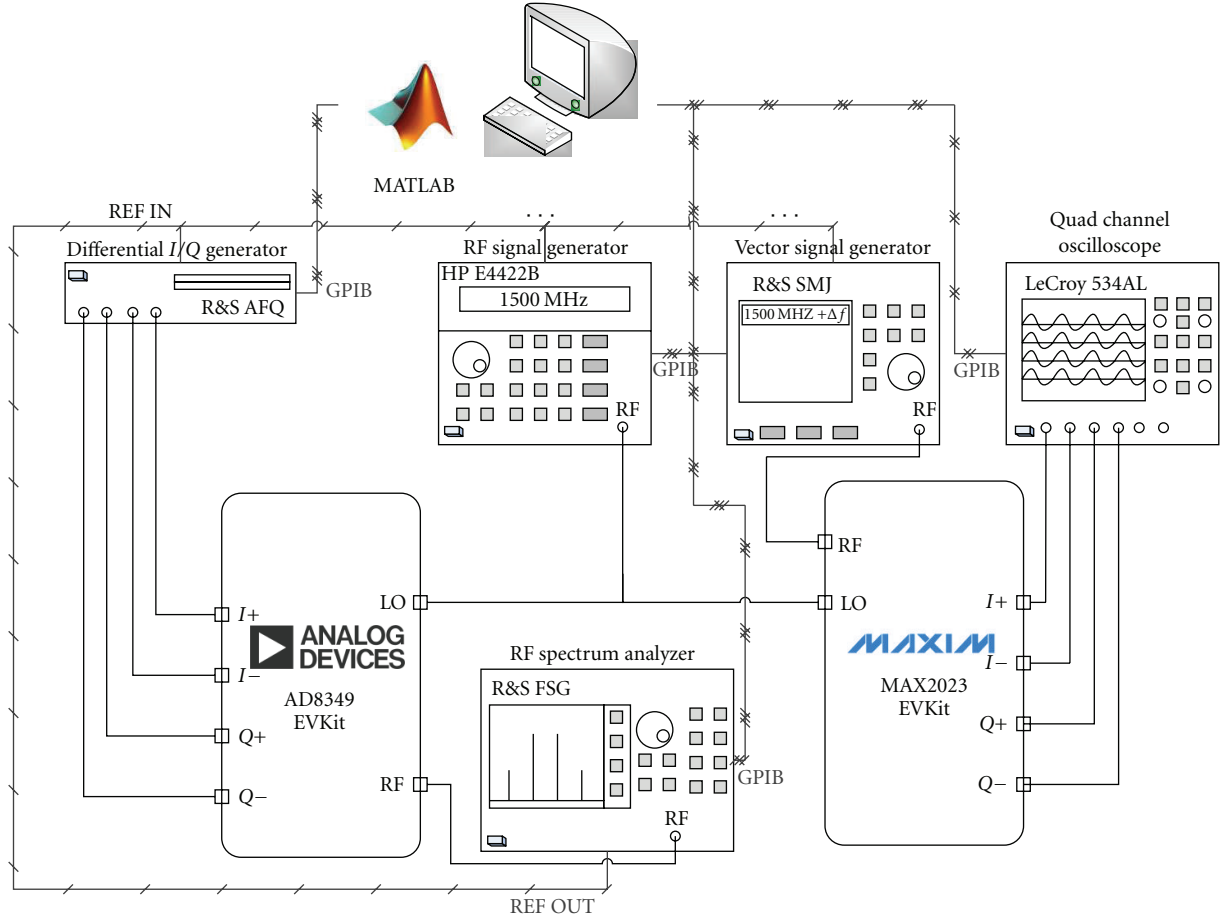 MATLAB
REF IN
. . .
. . .
Differential I/Q generator
R&S AFQ
GPIB
RF signal generator
HP E4422B
1500 MHz
RF
GPIB
Vector signal generator
R&S SMJ
1500 MHZ +Δf
RF
GPIB
Quad channel
oscilloscope
LeCroy 534AL
I+
I−
Q+
Q−
LO
RF
ANALOG
DEVICES
AD8349
EVKit
RF spectrum analyzer
R&S FSG
RF
GPIB
RF
LO
MAXIM
MAX2023
EVKit
I+
I−
Q+
Q−
REF OUT